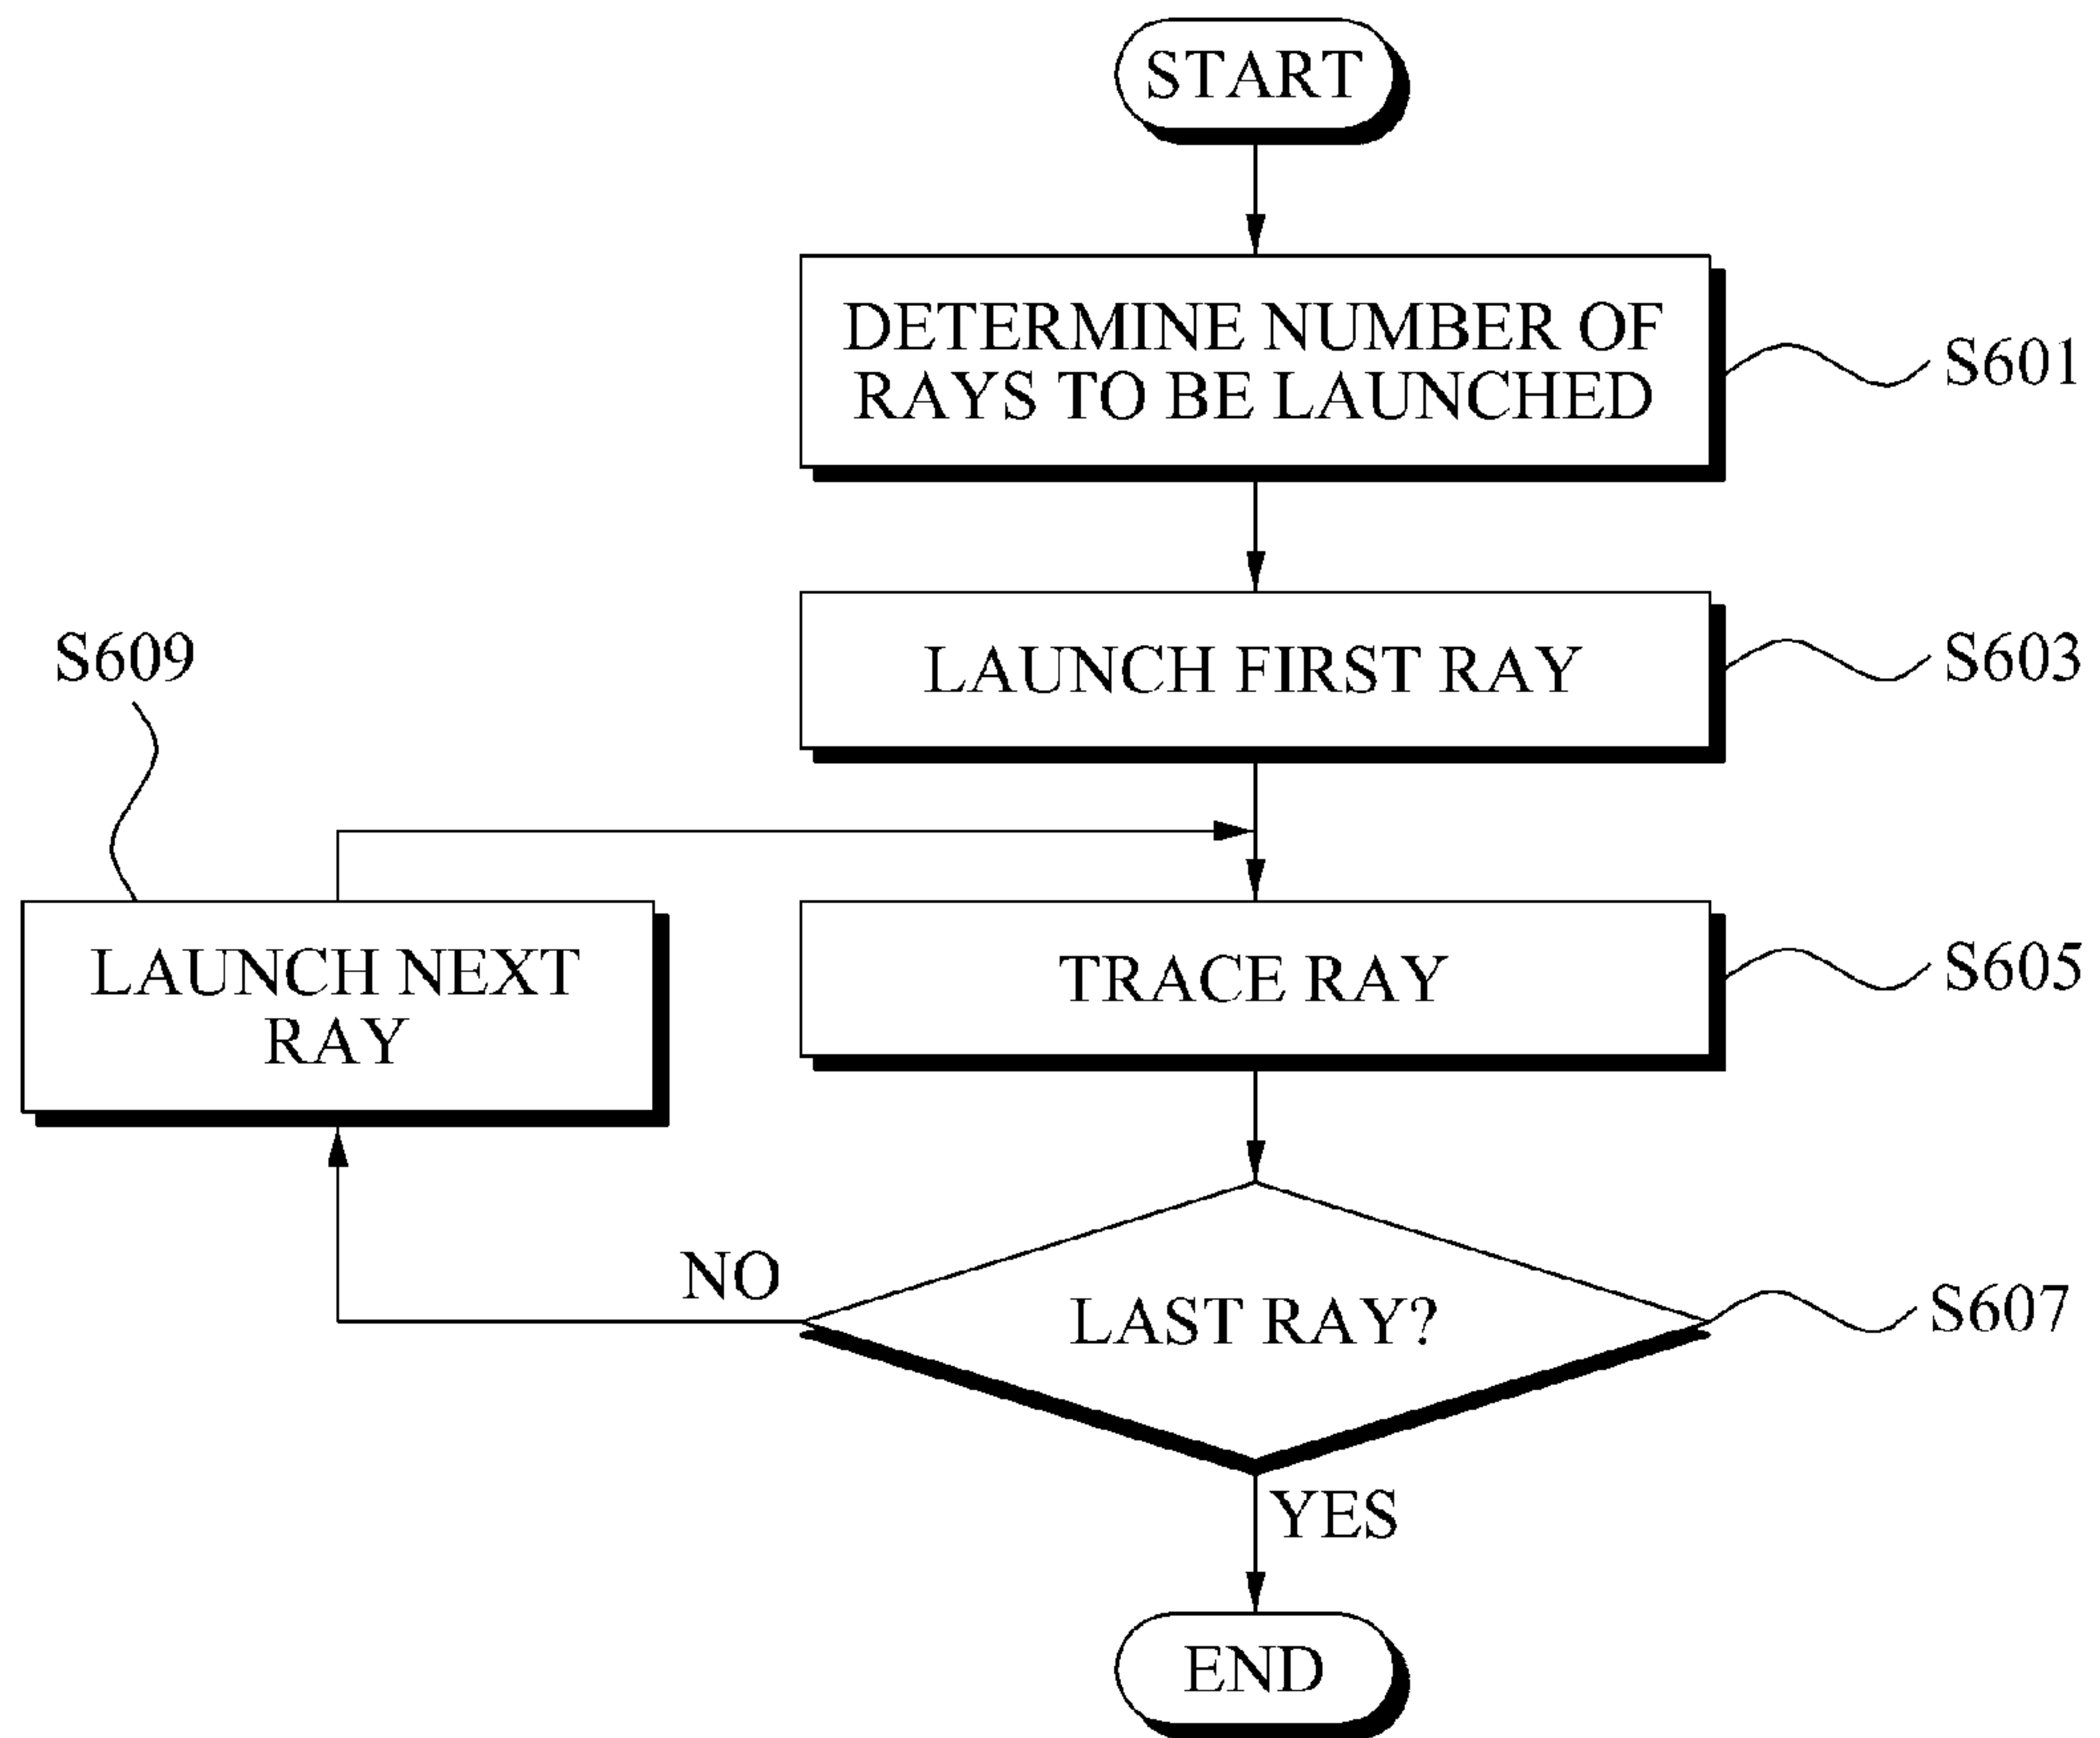 START
DETERMINE NUMBER OF
RAYS TO BE LAUNCHED
S601
LAUNCH FIRST RAY
S603
S609
LAUNCH NEXT
RAY
TRACE RAY
S605
NO
LAST RAY?
S607
YES
END